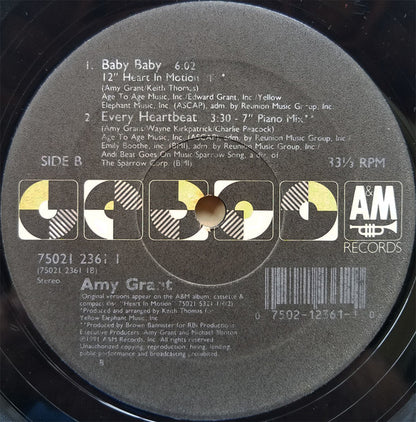 1. Baby Baby 6:02
12" Heart In Motion
(Amy Grant/Keith Thomas)
Age To Age Music, Inc./Edward Grant, Inc./Yellow
Elephant Music, Inc. (ASCAP), adm. by Reunion Music Group, Inc.
2. Every Heartbeat 3:30 - 7" Piano Mix**
(Amy Grant/Wayne Kirkpatrick/Charlie Peacock)
Age To Age Music, Inc. (ASCAP), adm. by Reunion Music Group Inc./
Emily Boothe, Inc. (BMI), adm. by Reunion Music Group Inc./
Andi Beat Goes On Music/Sparrow Song, a div. of
The Sparrow Corp. (BMI)
SIDE B
33⅓ RPM
A&M
RECORDS
75021 2361 1
(75021 2361 1B)
Stereo
Amy Grant
(Original versions appear on the A&M album, cassette &
compact disc "Heart In Motion" 75021 5321-1/4/2)
*Produced and arranged by Keith Thomas for
Yellow Elephant Music, Inc.
**Produced by Brown Bannister for RBI Productions
Executive Producers: Amy Grant and Michael Blanton
©1991 A&M Records, Inc. All rights reserved
Unauthorized copying, reproduction, hiring, lending,
public performance and broadcasting prohibited.
0 7502-12361-1 0